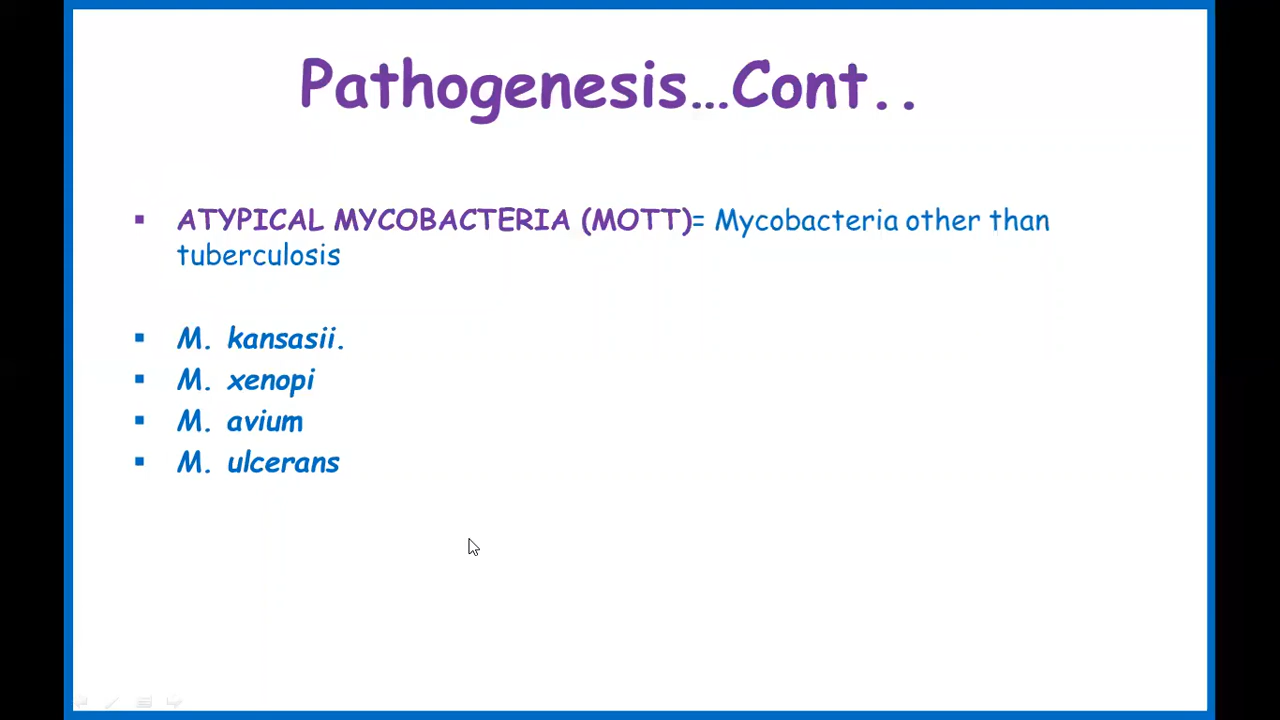 Pathogenesis...Cont..
▪ ATYPICAL MYCOBACTERIA (MOTT)= Mycobacteria other than
tuberculosis
▪ M. kansasii.
▪ M. xenopi
▪ M. avium
▪ M. ulcerans